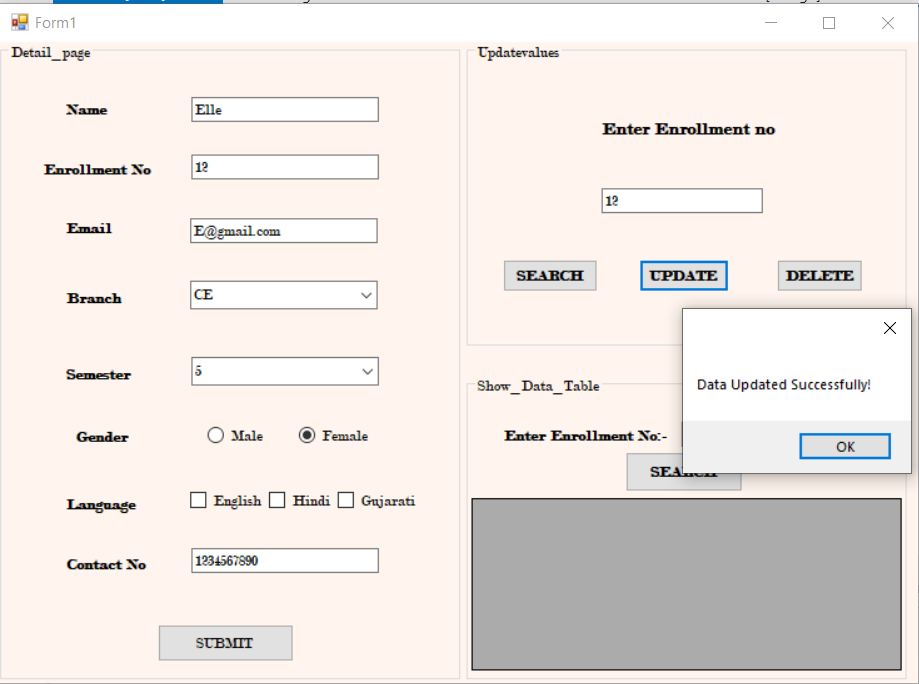 Form1
Detail_page
Name
Elle
Enrollment No
12
Email
E@gmail.com
Branch
CE
Semester
5
Gender
Male
Female
Language
English
Hindi
Gujarati
Contact No
1234567890
SUBMIT
Updatevalues
Enter Enrollment no
12
SEARCH
UPDATE
DELETE
Show_Data_Table
Enter Enrollment No:-
SEARCH
Data Updated Successfully!
OK